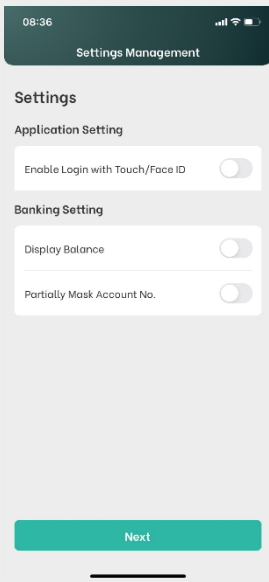 08:36
Settings Management
Settings
Application Setting
Enable Login with Touch/Face ID
Banking Setting
Display Balance
Partially Mask Account No.
Next